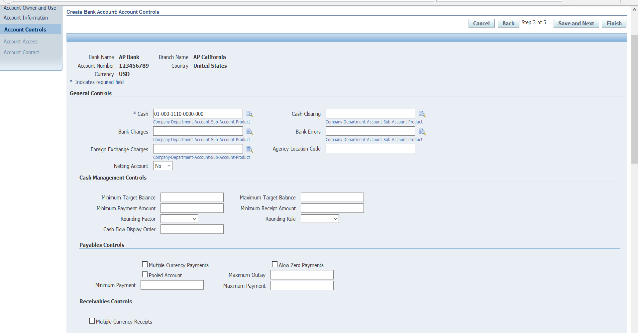 Account Owner and Use
Account Information
Account Controls
Account Access
Account Contact
Create Bank Account: Account Controls
Cancel Back Step 3 of 5 Save and Next Finish
Bank Name AP Bank Branch Name AP California
Account Number 123456789 Country United States
Currency USD
* Indicates required field
General Controls
* Cash 01-000-1110-0000-000 Cash Clearing
Company-Department-Account-Sub-Account-Product Company-Department-Account-Sub-Account-Product
Bank Charges Bank Errors
Company-Department-Account-Sub-Account-Product Company-Department-Account-Sub-Account-Product
Foreign Exchange Charges Agency Location Code
Company-Department-Account-Sub-Account-Product
Netting Account No
Cash Management Controls
Minimum Target Balance Maximum Target Balance
Minimum Payment Amount Minimum Receipt Amount
Rounding Factor Rounding Rule
Cash Flow Display Order
Payables Controls
Multiple Currency Payments Allow Zero Payments
Pooled Account Maximum Outlay
Minimum Payment Maximum Payment
Receivables Controls
Multiple Currency Receipts